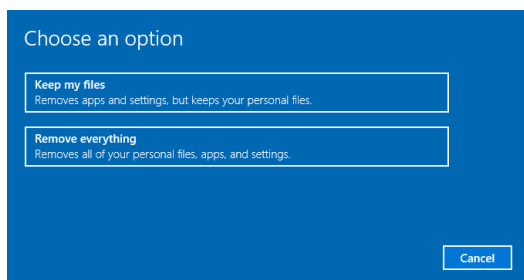 Choose an option
Keep my files
Removes apps and settings, but keeps your personal files.
Remove everything
Removes all of your personal files, apps, and settings.
Cancel